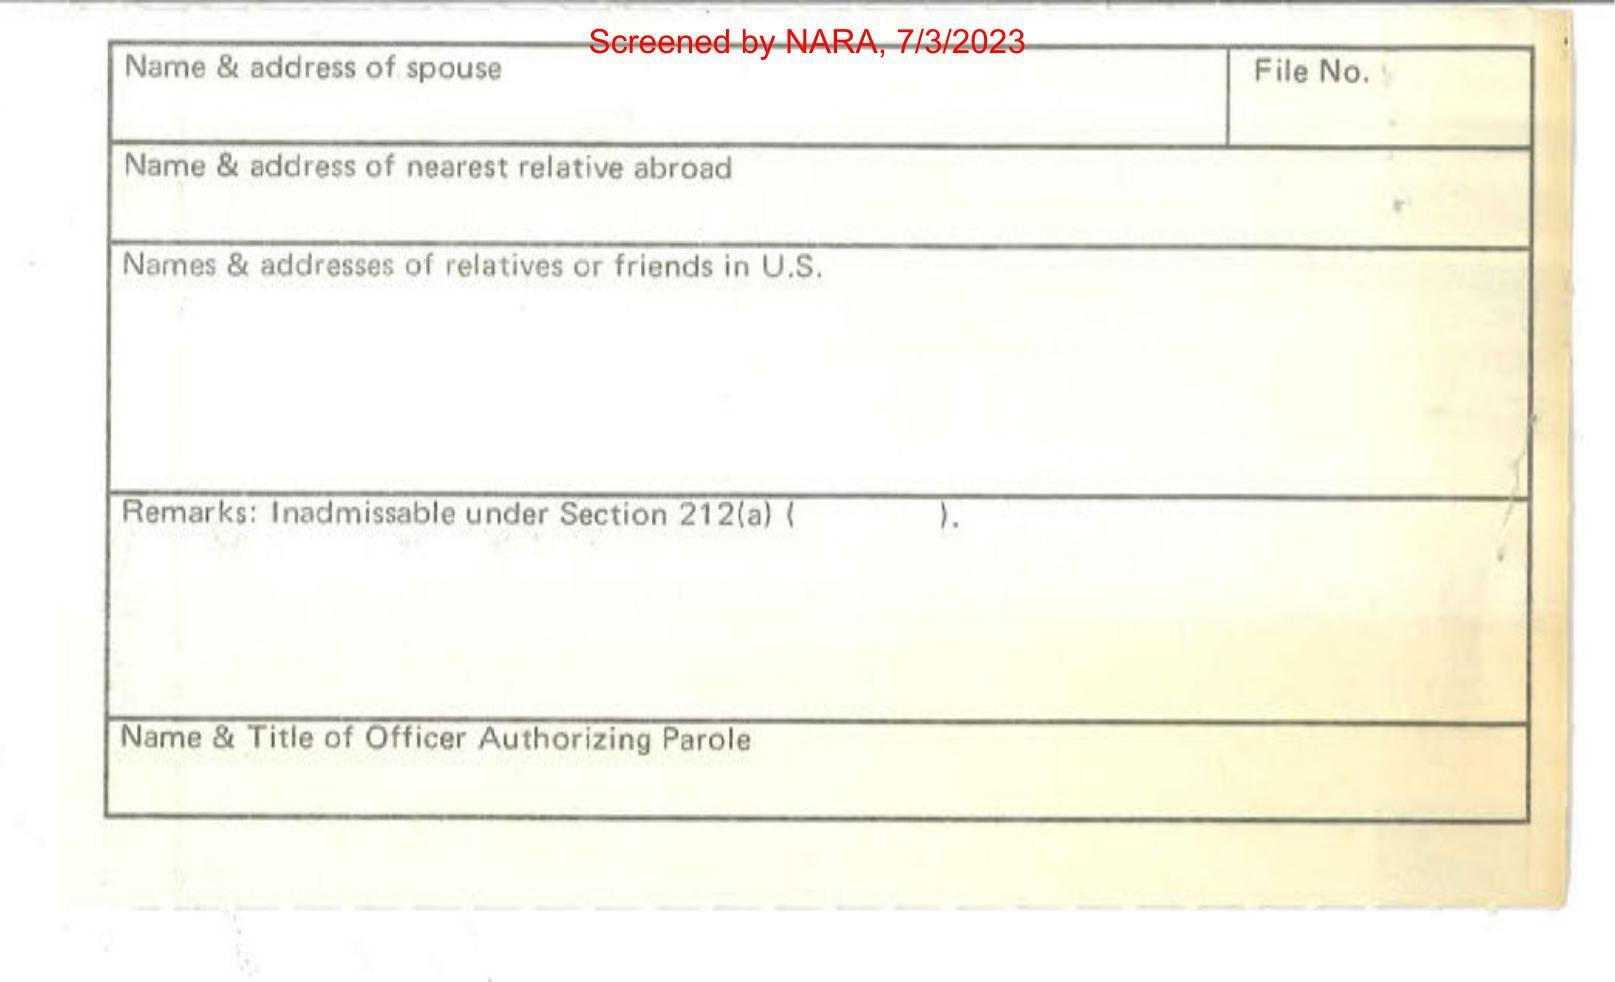 Screened by NARA, 7/3/2023
Name & address of spouse
File No.
Name & address of nearest relative abroad
Names & addresses of relatives or friends in U.S.
Remarks: Inadmissable under Section 212(a) ( ).
Name & Title of Officer Authorizing Parole